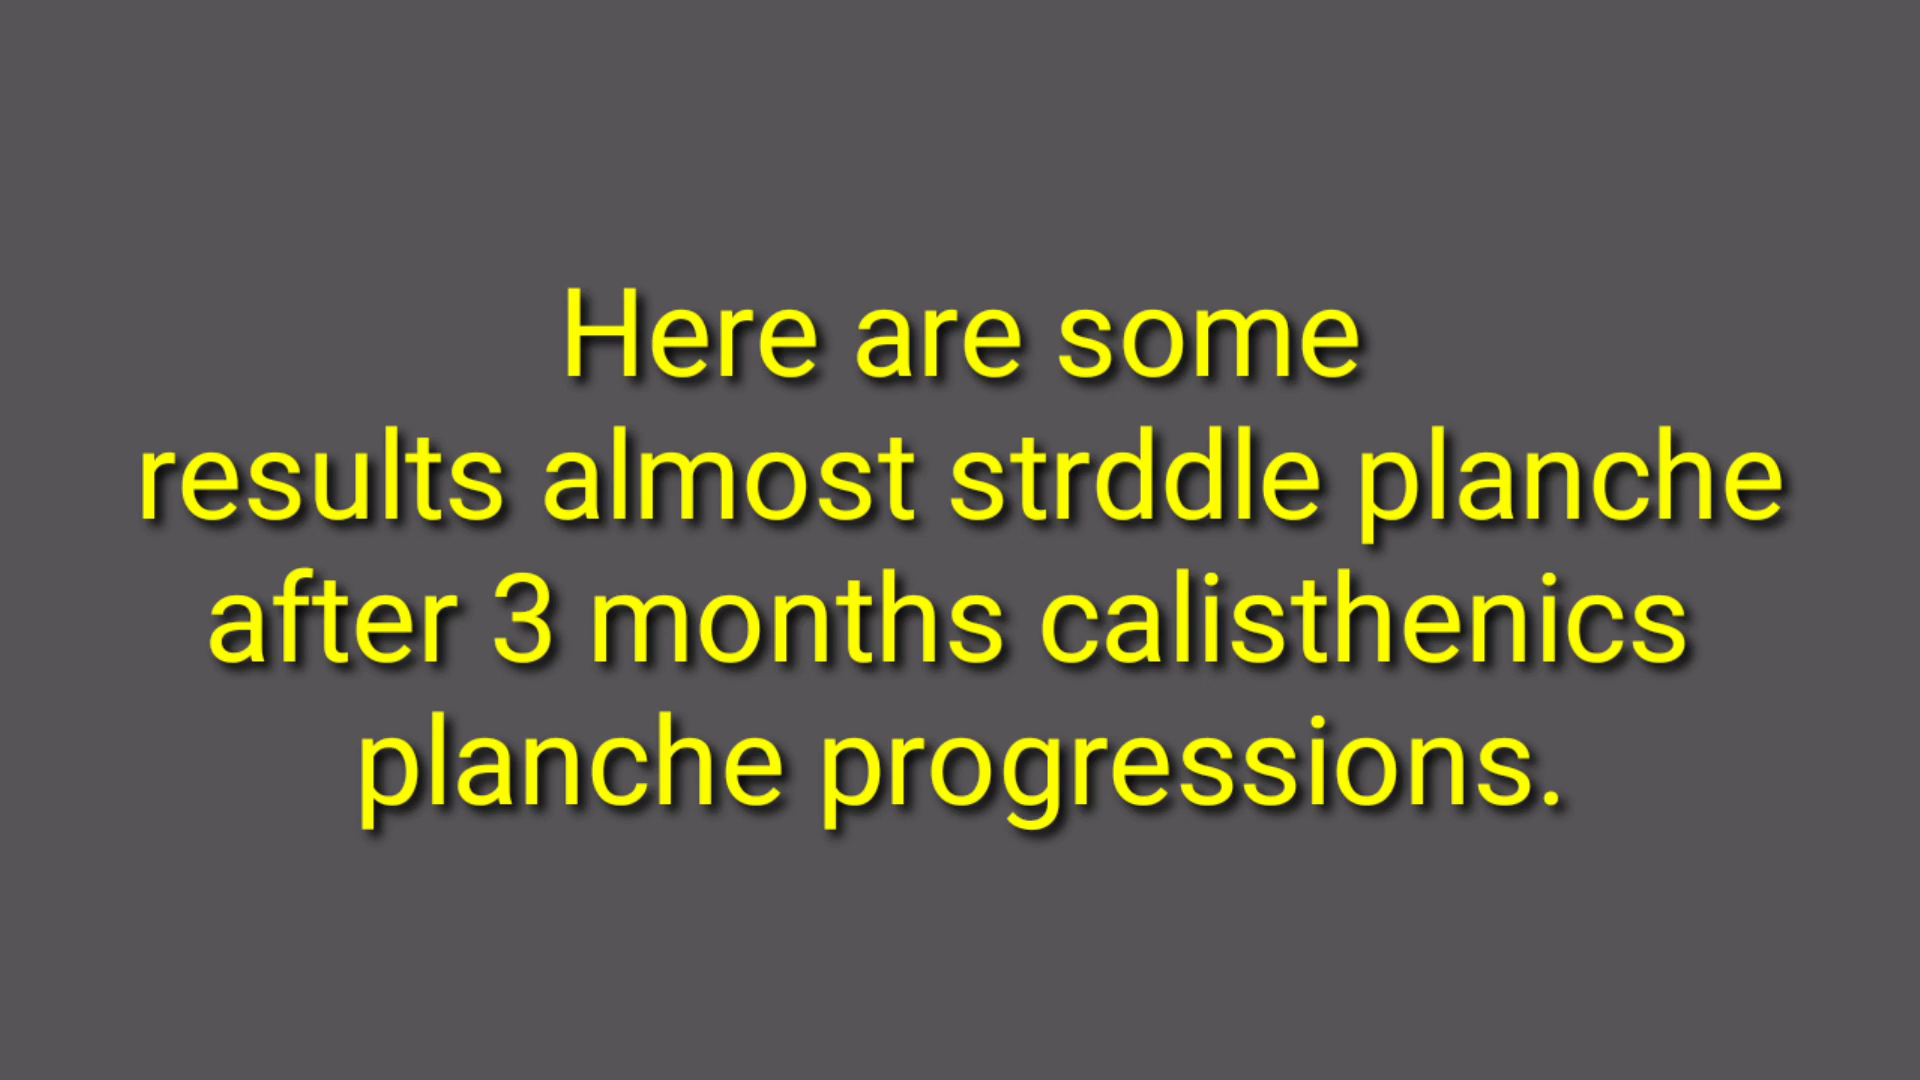 Here are some
results almost strddle planche
after 3 months calisthenics
planche progressions.